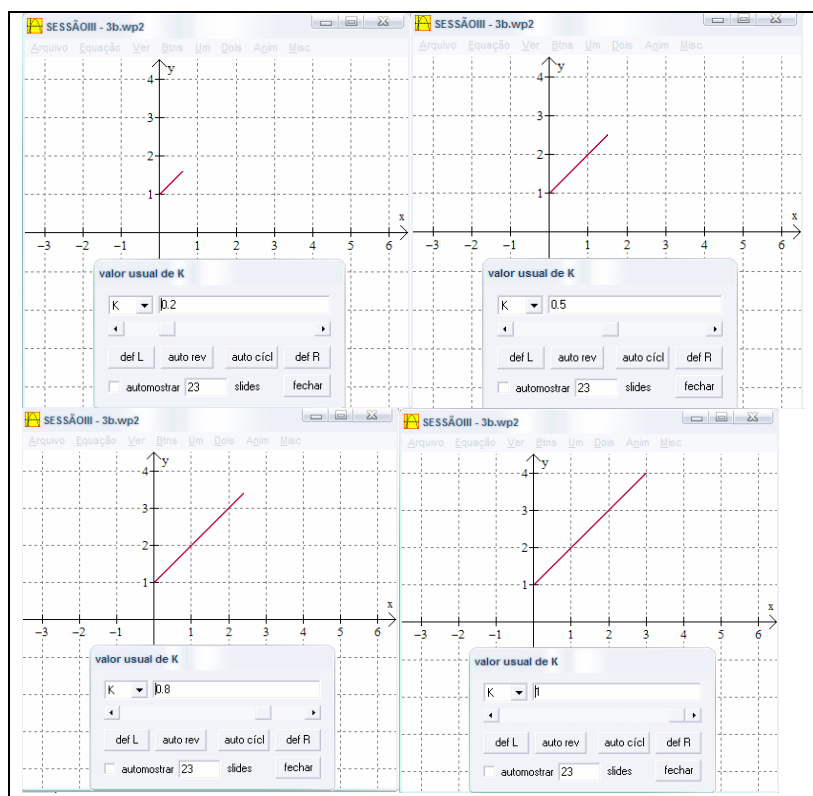 SESSÃOIII - 3b.wp2
Arquivo Equação Ver Btns Um Dois Anim Misc
y
4
3
2
1
x
−3 −2 −1 1 2 3 4 5 6
valor usual de K
K 0.2
def L auto rev auto cícl def R
automostrar 23 slides fechar
SESSÃOIII - 3b.wp2
Arquivo Equação Ver Btns Um Dois Anim Misc
y
4
3
2
1
x
−3 −2 −1 1 2 3 4 5 6
valor usual de K
K 0.5
def L auto rev auto cícl def R
automostrar 23 slides fechar
SESSÃOIII - 3b.wp2
Arquivo Equação Ver Btns Um Dois Anim Misc
y
4
3
2
1
x
−3 −2 −1 1 2 3 4 5 6
valor usual de K
K 0.8
def L auto rev auto cícl def R
automostrar 23 slides fechar
SESSÃOIII - 3b.wp2
Arquivo Equação Ver Btns Um Dois Anim Misc
y
4
3
2
1
x
−3 −2 −1 1 2 3 4 5 6
valor usual de K
K 1
def L auto rev auto cícl def R
automostrar 23 slides fechar